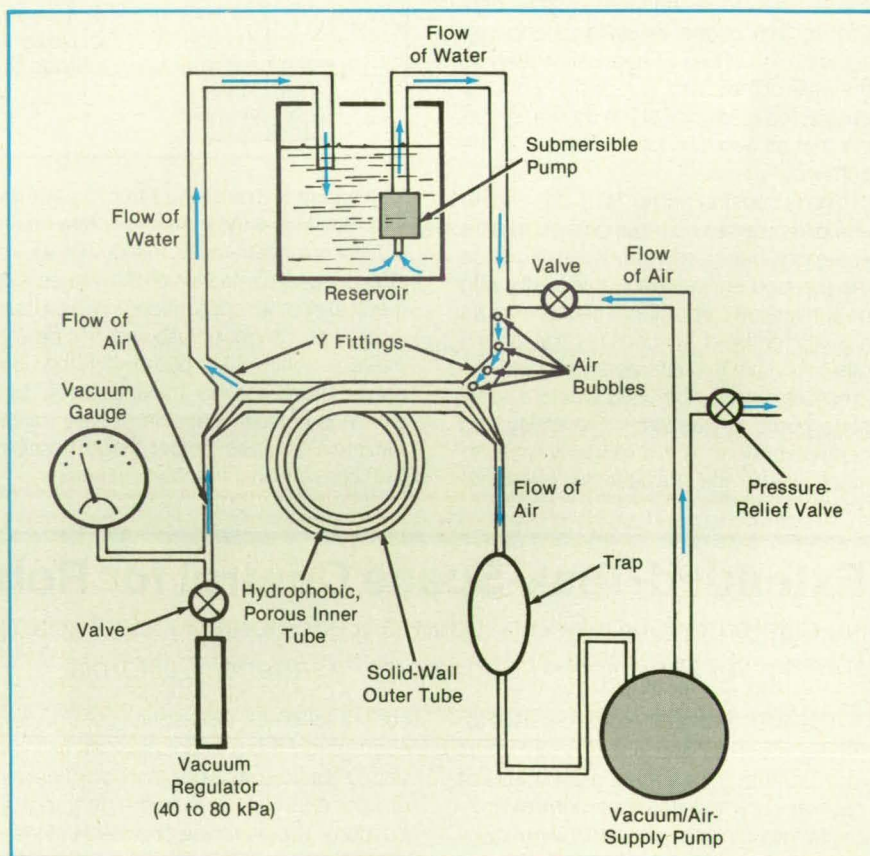 Flow
of Water
Submersible
Pump
Flow of
Water
Reservoir
Valve
Flow
of Air
Flow of
Air
Y Fittings
Air
Bubbles
Vacuum
Gauge
Pressure-
Relief Valve
Flow of
Air
Trap
Hydrophobic,
Porous Inner
Tube
Valve
Solid-Wall
Outer Tube
Vacuum
Regulator
(40 to 80 kPa)
Vacuum/Air-
Supply Pump